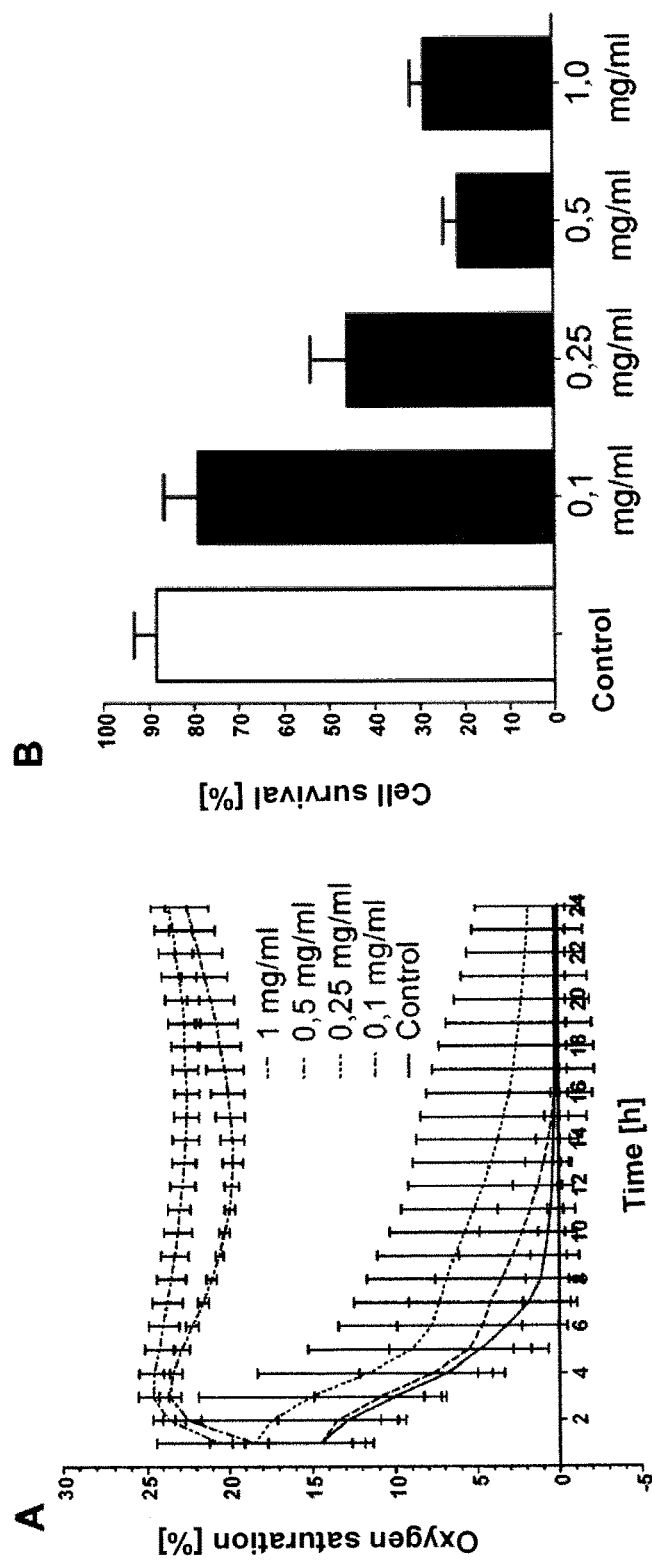 A
Oxygen saturation [%]
30
25
20
15
10
5
0
-5
2
4
6
8
10
12
14
16
18
20
22
24
Time [h]
1 mg/ml
0,5 mg/ml
0,25 mg/ml
0,1 mg/ml
Control
B
Cell survival [%]
100
90
80
70
60
50
40
30
20
10
0
Control
0,1 0,25 0,5 1,0
mg/ml mg/ml mg/ml mg/ml